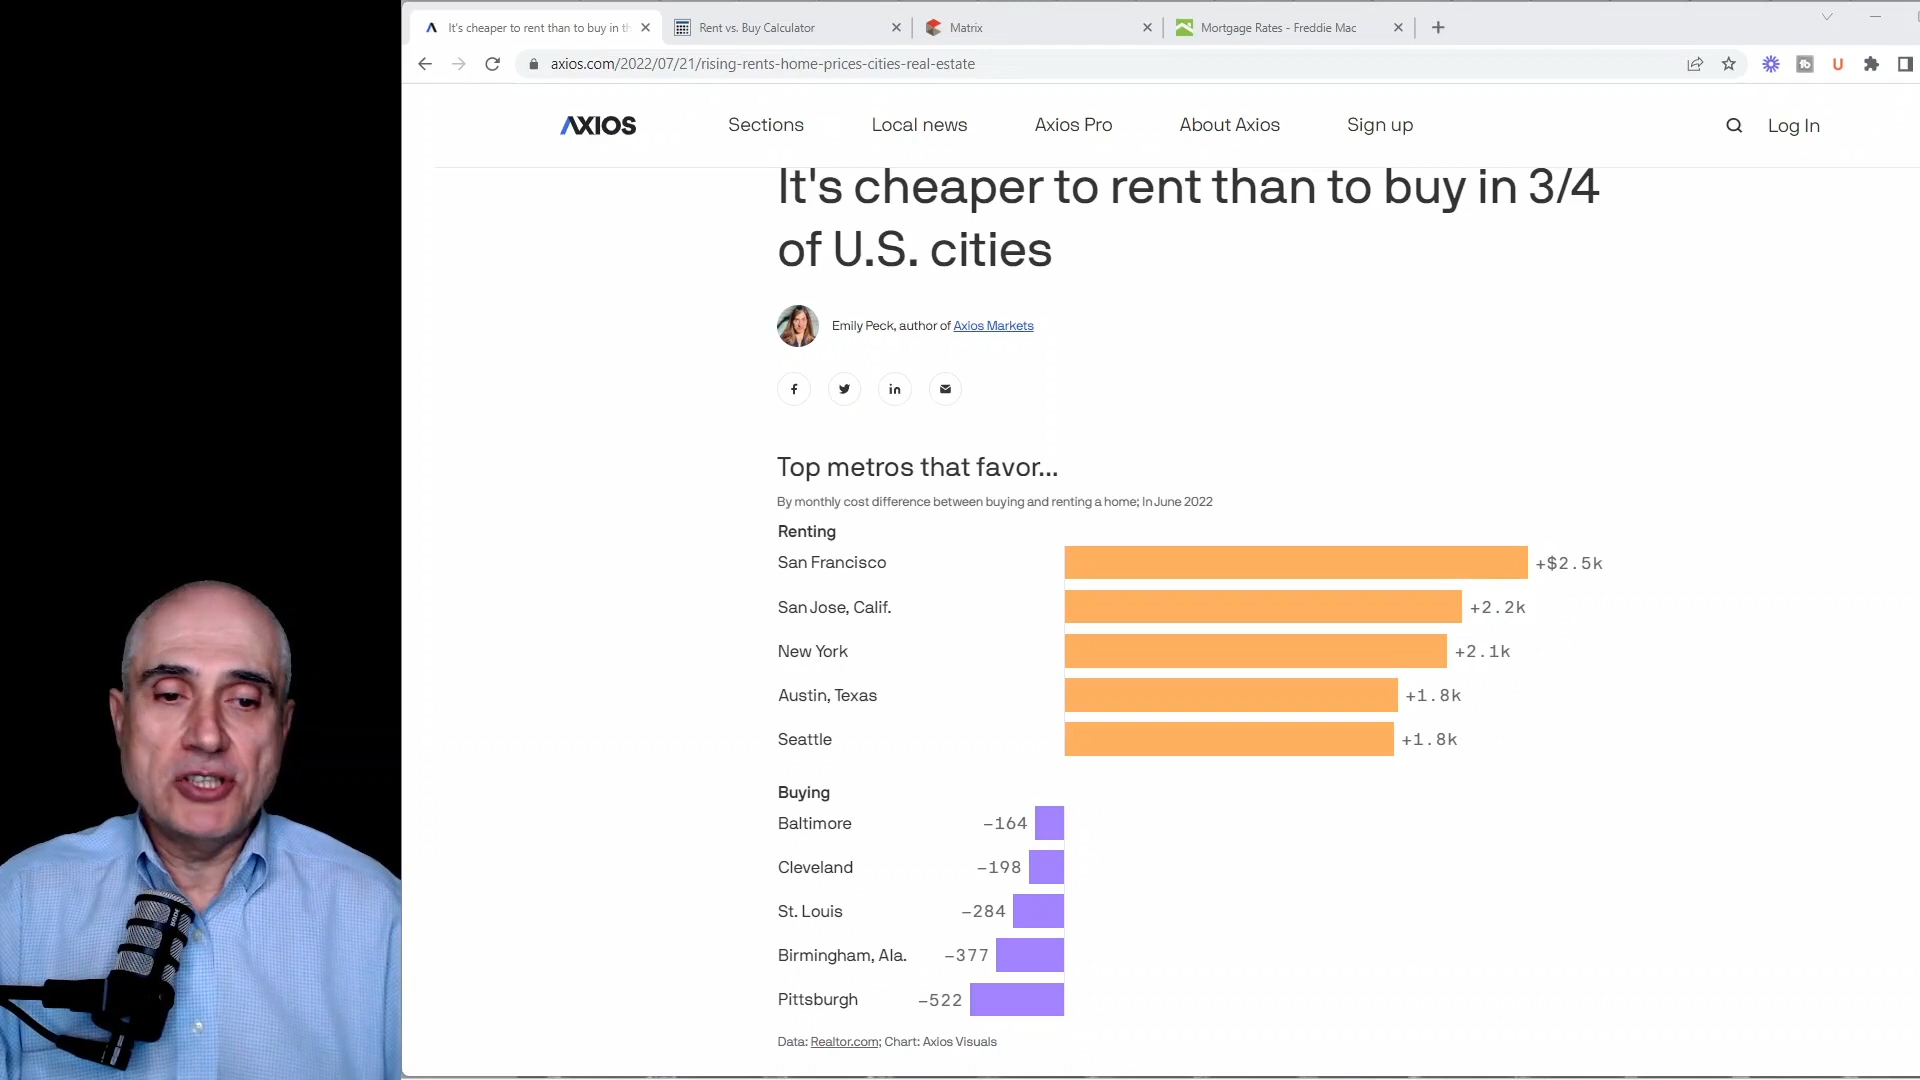 It's cheaper to rent than to buy in th
Rent vs. Buy Calculator
Matrix
Mortgage Rates - Freddie Mac
axios.com/2022/07/21/rising-rents-home-prices-cities-real-estate
AXIOS
Sections
Local news
Axios Pro
About Axios
Sign up
Log In
It's cheaper to rent than to buy in 3/4
of U.S. cities
Emily Peck, author of Axios Markets
Top metros that favor...
By monthly cost difference between buying and renting a home; In June 2022
Renting
San Francisco +$2.5k
San Jose, Calif. +2.2k
New York +2.1k
Austin, Texas +1.8k
Seattle +1.8k
Buying
Baltimore −164
Cleveland −198
St. Louis −284
Birmingham, Ala. −377
Pittsburgh −522
Data: Realtor.com; Chart: Axios Visuals